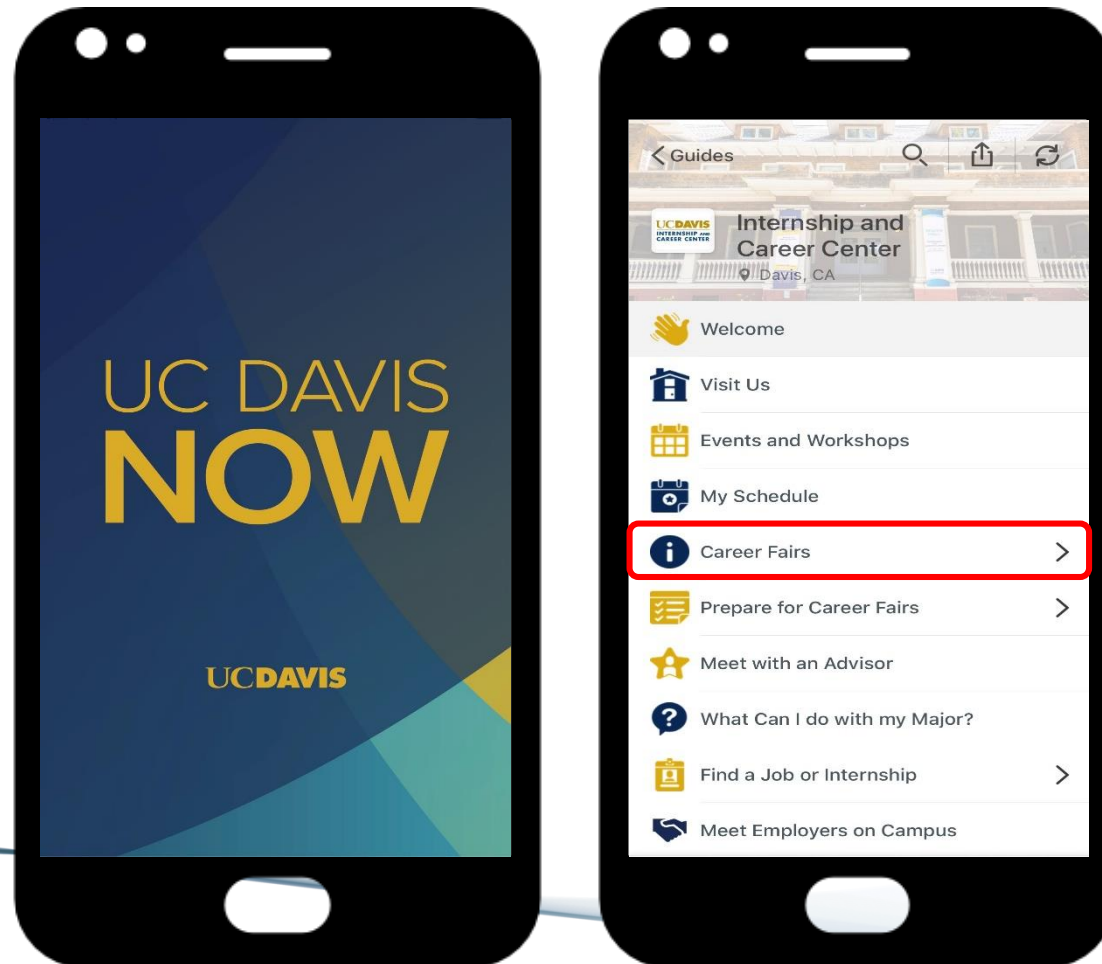 UC DAVIS
NOW
UCDAVIS
Guides
UCDAVIS
INTERNSHIP AND
CAREER CENTER
Internship and
Career Center
Davis, CA
Welcome
Visit Us
Events and Workshops
My Schedule
Career Fairs
Prepare for Career Fairs
Meet with an Advisor
What Can I do with my Major?
Find a Job or Internship
Meet Employers on Campus